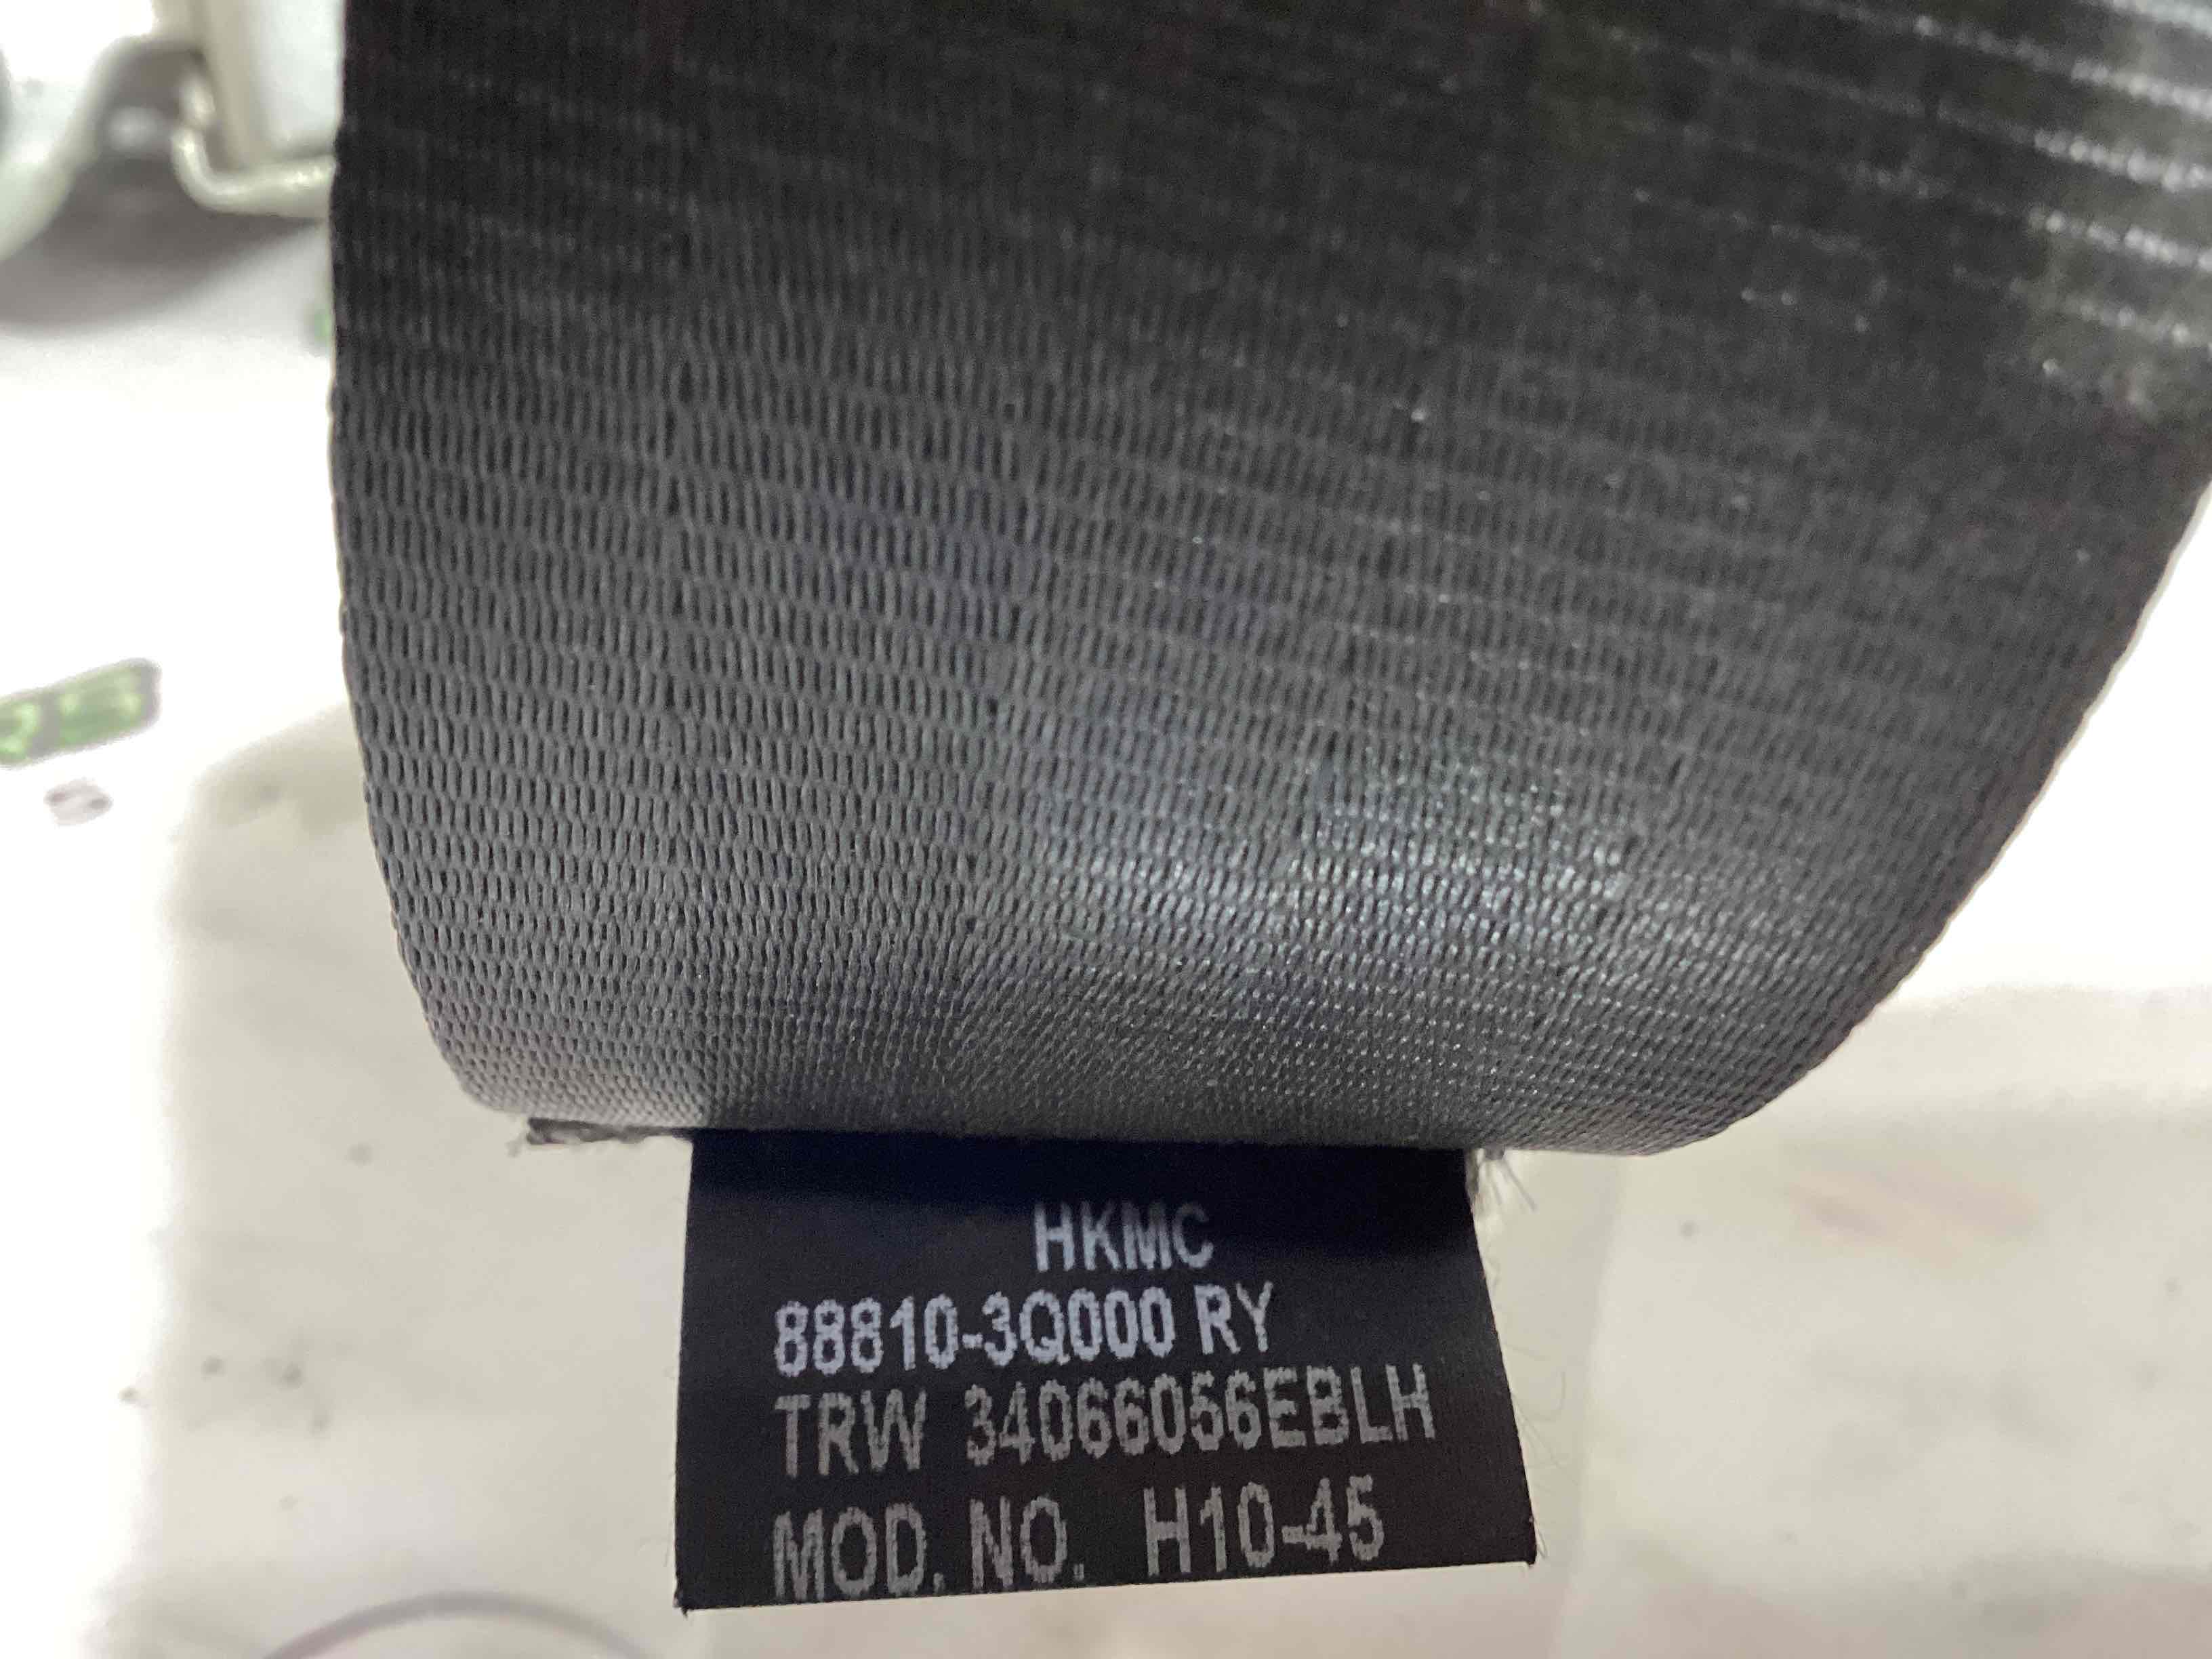 HKMC
88810-3Q000 RY
TRW 34066056EBLH
MOD. NO. H10-45